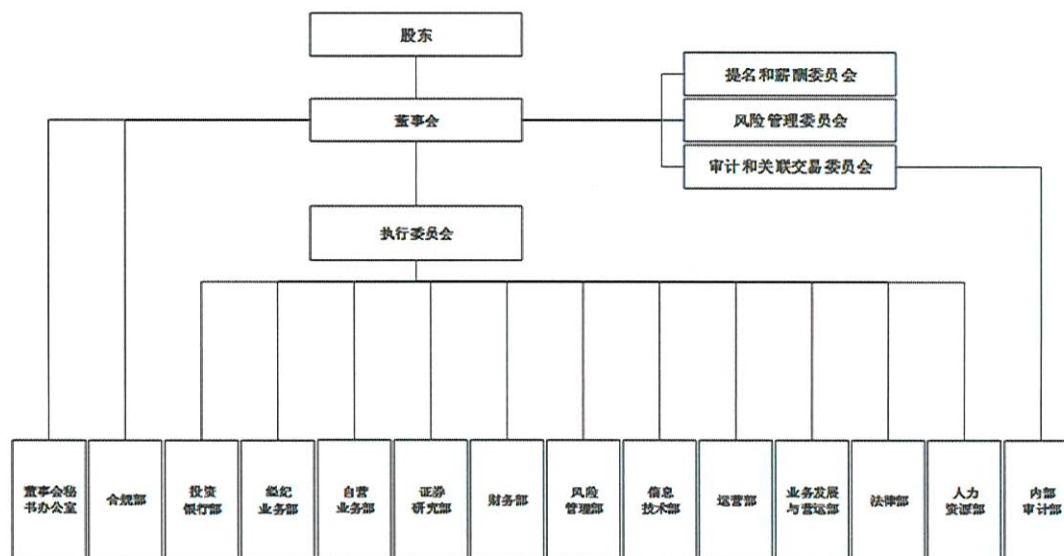 股东
提名和薪酬委员会
董事会
风险管理委员会
审计和关联交易委员会
执行委员会
董事会秘
书办公室
合规部
投资
银行部
经纪
业务部
自营
业务部
证券
研究部
财务部
风险
管理部
信息
技术部
运营部
业务发展
与营运部
法律部
人力
资源部
内部
审计部